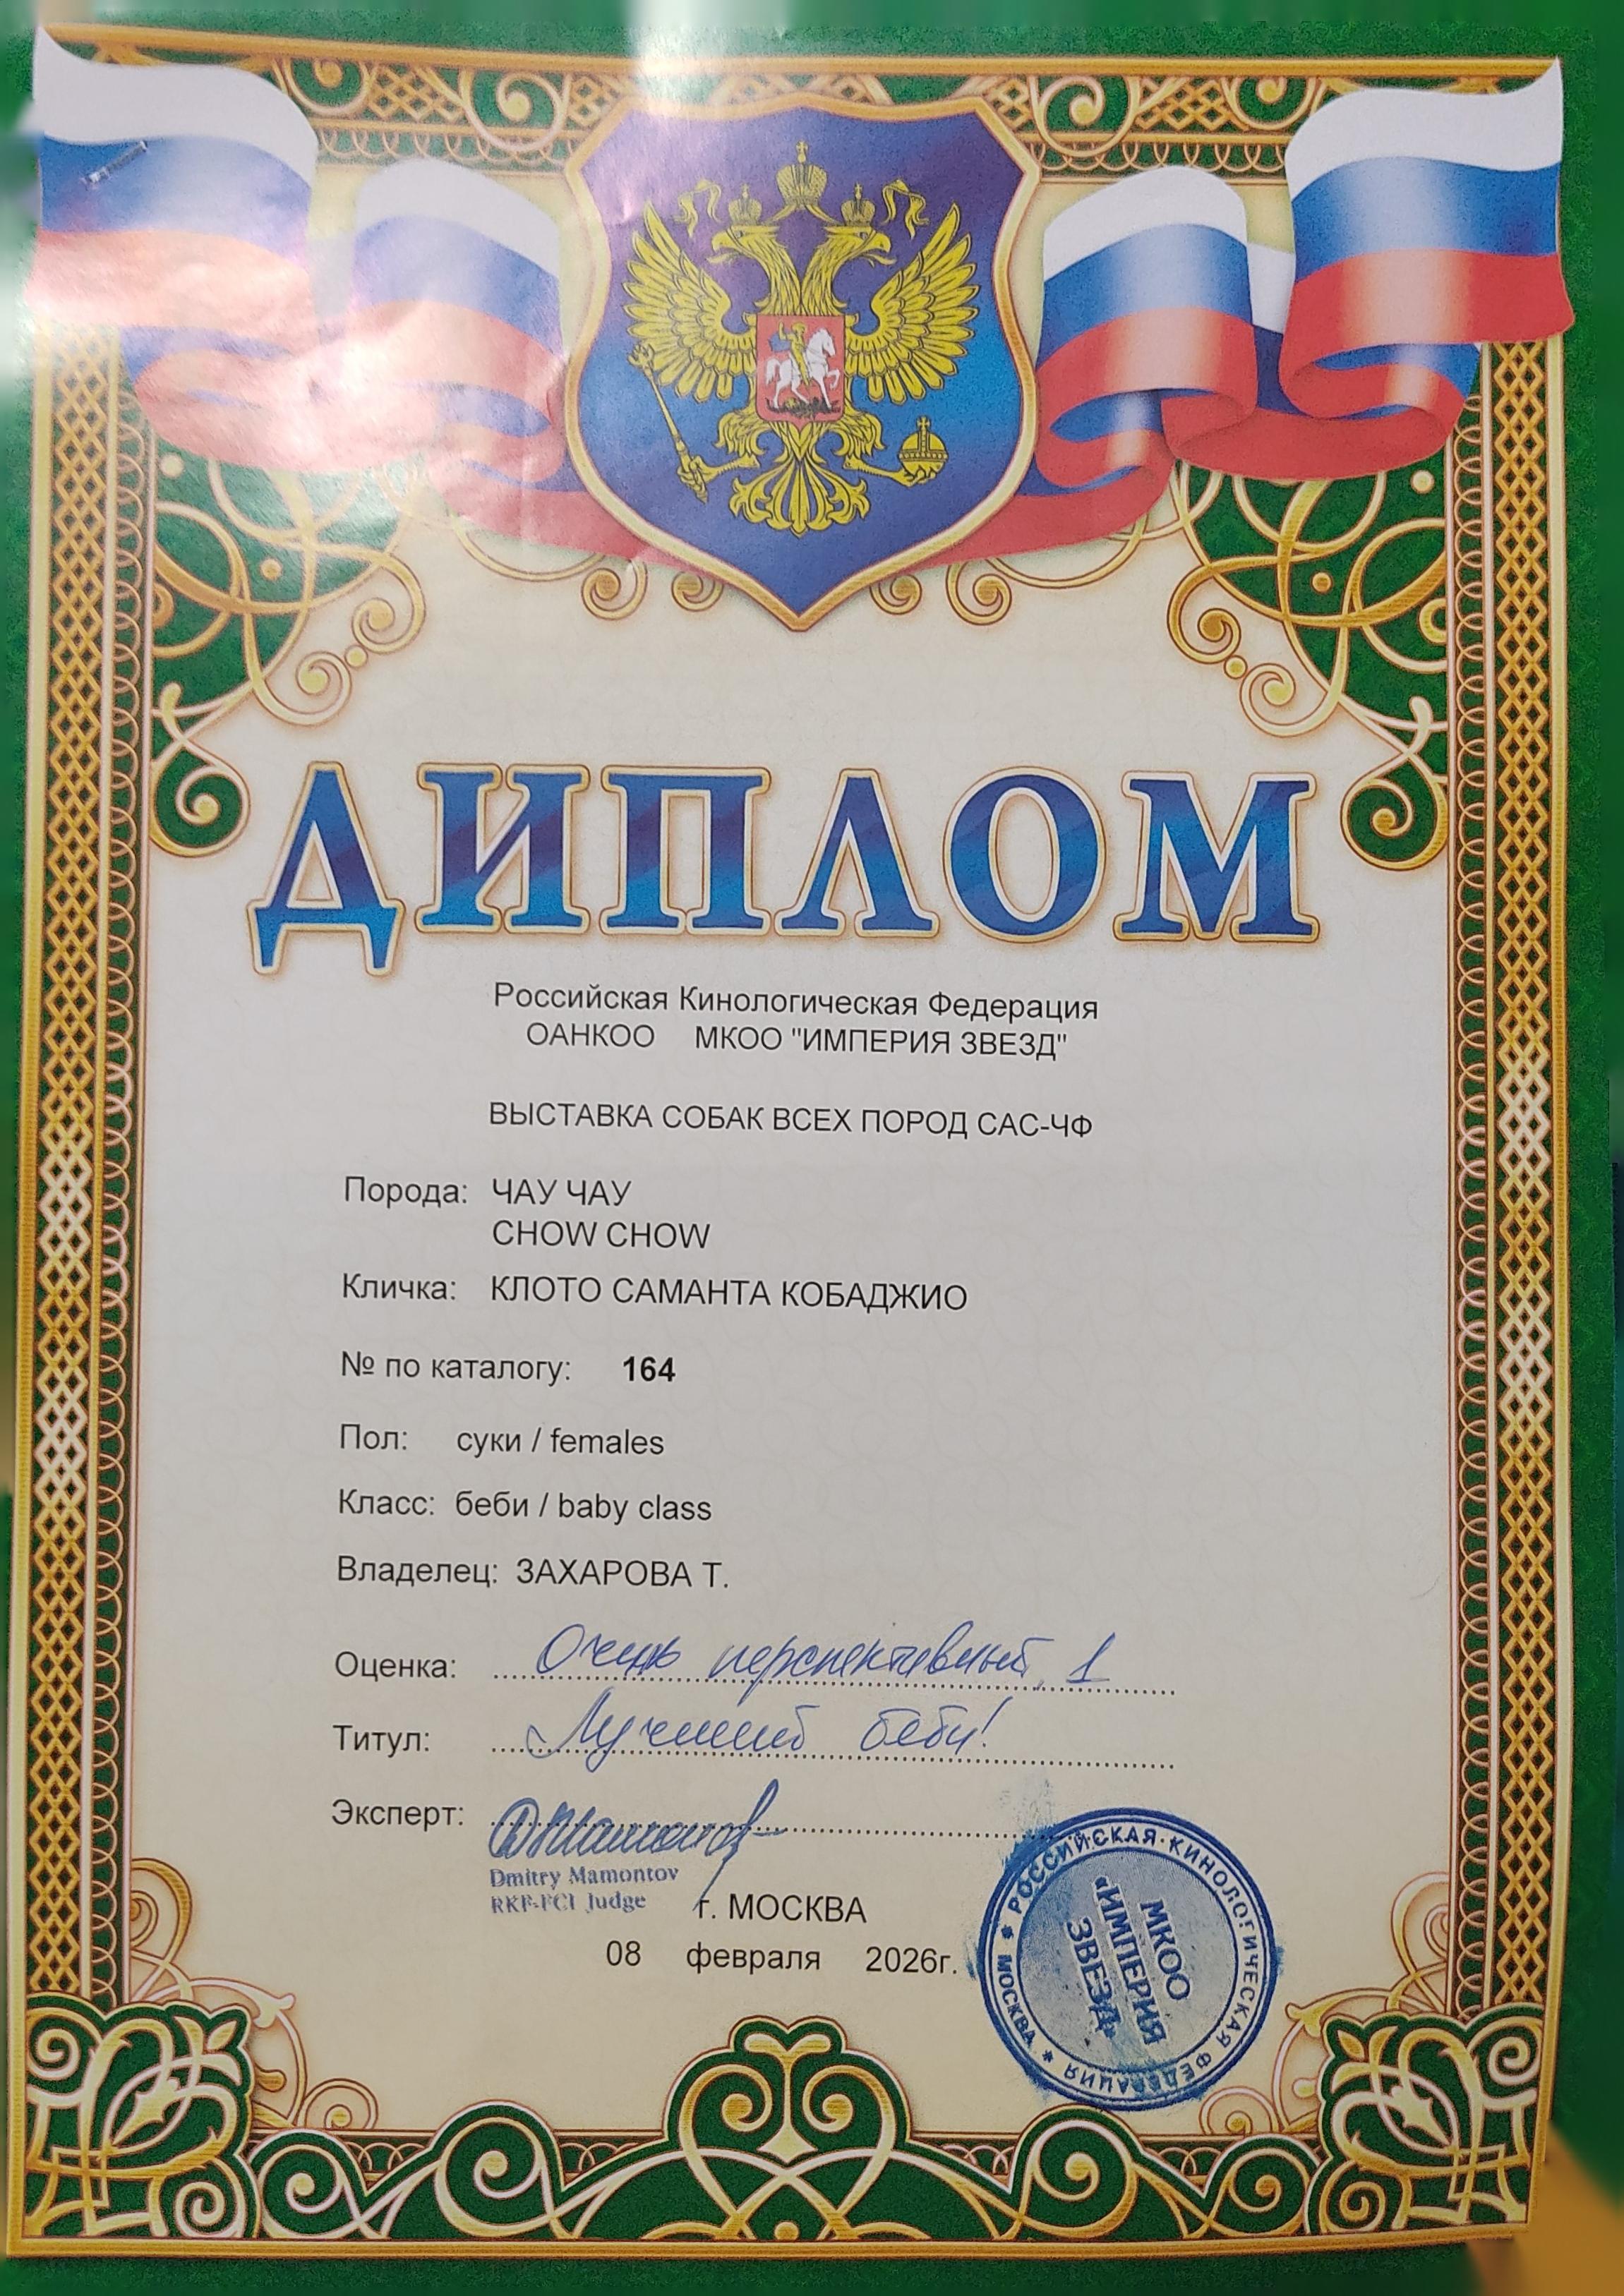 ДИПЛОМ
Российская Кинологическая Федерация
ОАНКОО МКОО "ИМПЕРИЯ ЗВЕЗД"
ВЫСТАВКА СОБАК ВСЕХ ПОРОД САС-ЧФ
Порода: ЧАУ ЧАУ
CHOW CHOW
Кличка: КЛОТО САМАНТА КОБАДЖИО
№ по каталогу: 164
Пол: суки / females
Класс: беби / baby class
Владелец: ЗАХАРОВА Т.
Оценка: Очень перспективный, 1
Титул: Лучший беби!
Эксперт: ДМамонтов
Dmitry Mamontov
RKF-FCI Judge
г. МОСКВА
08 февраля 2026г.
РОССИЙСКАЯ КИНОЛОГИЧЕСКАЯ ФЕДЕРАЦИЯ
* МОСКВА *
МКОО
«ИМПЕРИЯ
ЗВЕЗД»